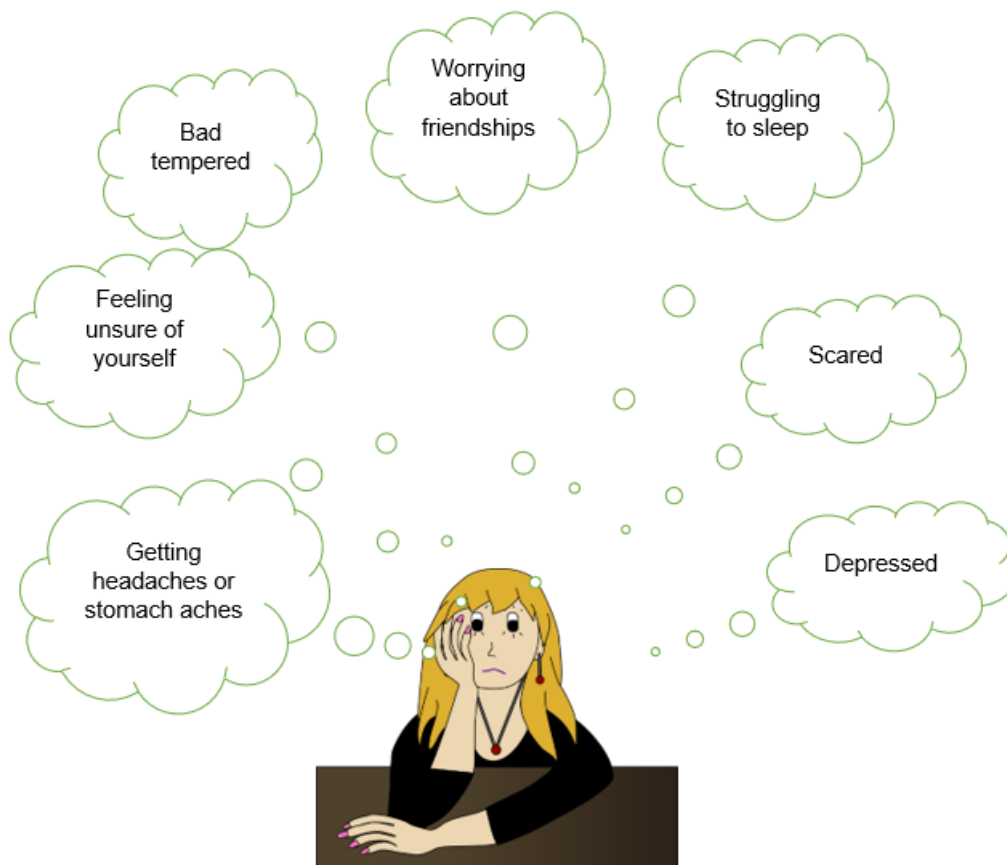 Worrying
about
friendships
Struggling
to sleep
Bad
tempered
Feeling
unsure of
yourself
Scared
Getting
headaches or
stomach aches
Depressed